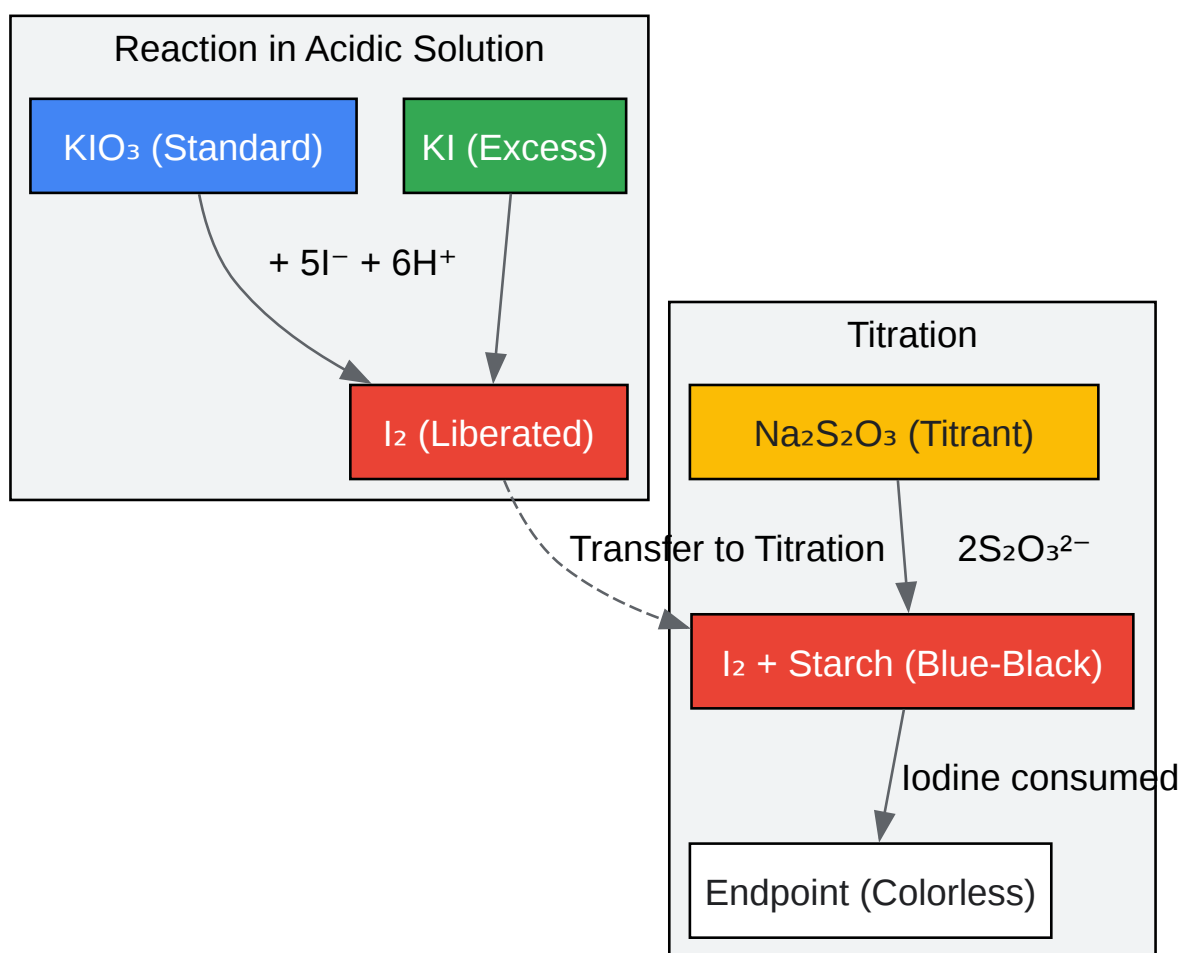 Reaction in Acidic Solution
KIO₃ (Standard)
KI (Excess)
+ 5I⁻ + 6H⁺
I₂ (Liberated)
Titration
Na₂S₂O₃ (Titrant)
Transfer to Titration
2S₂O₃²⁻
I₂ + Starch (Blue-Black)
Iodine consumed
Endpoint (Colorless)